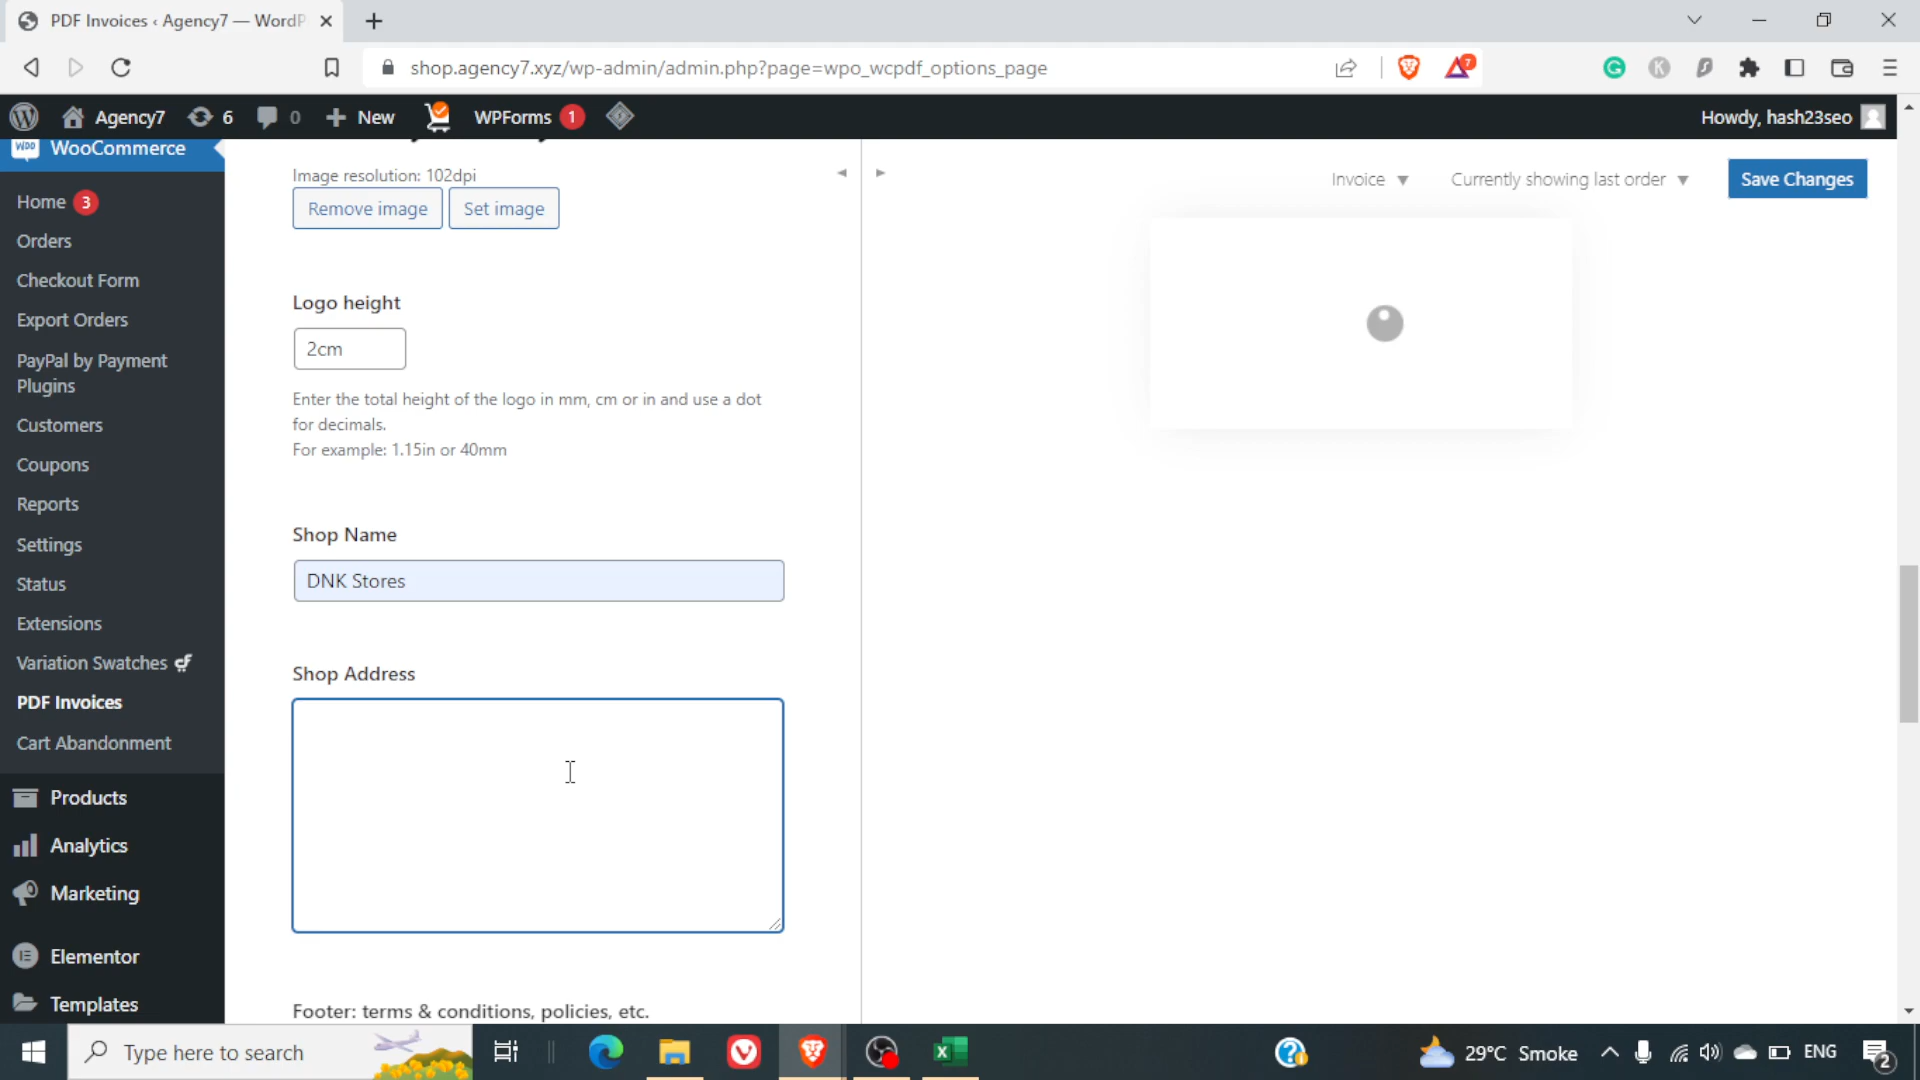 PDF Invoices ‹ Agency7 — WordP
shop.agency7.xyz/wp-admin/admin.php?page=wpo_wcpdf_options_page
7
Agency7
6
0
New
WPForms 1
Howdy, hash23seo
WooCommerce
Home 3
Orders
Checkout Form
Export Orders
PayPal by Payment
Plugins
Customers
Coupons
Reports
Settings
Status
Extensions
Variation Swatches
PDF Invoices
Cart Abandonment
Products
Analytics
Marketing
Elementor
Templates
Image resolution: 102dpi
Remove image
Set image
Logo height
2cm
Enter the total height of the logo in mm, cm or in and use a dot
for decimals.
For example: 1.15in or 40mm
Shop Name
DNK Stores
Shop Address
Footer: terms & conditions, policies, etc.
Invoice ▼
Currently showing last order ▼
Save Changes
Type here to search
29°C Smoke
ENG
2